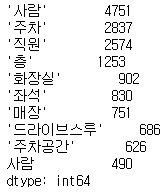 '사람' 4751
'주차' 2837
'직원' 2574
'층' 1253
'화장실' 902
'좌석' 830
'매장' 751
'드라이브스루' 686
'주차공간' 626
사람 490
dtype: int64